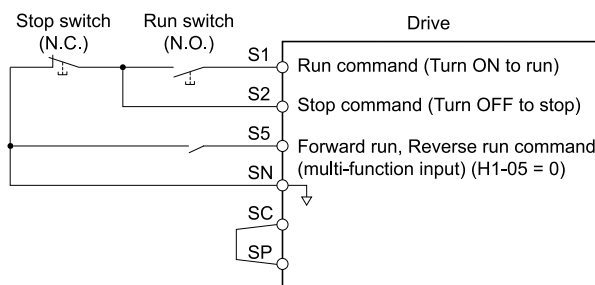 Stop switch
(N.C.)
Run switch
(N.O.)
Drive
S1
Run command (Turn ON to run)
S2
Stop command (Turn OFF to stop)
S5
Forward run, Reverse run command
(multi-function input) (H1-05 = 0)
SN
SC
SP